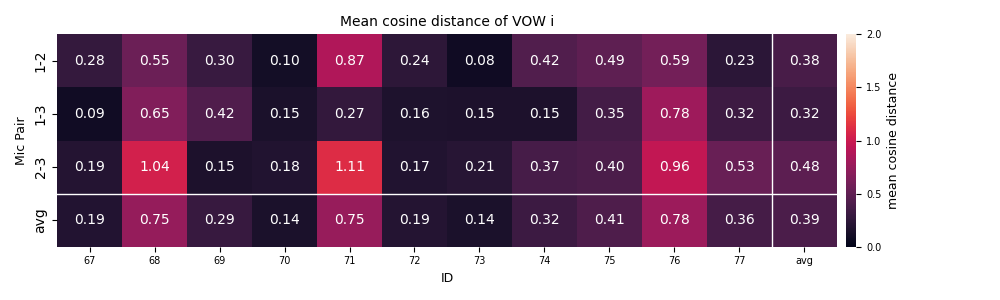 Mean cosine distance of VOW i
Mic Pair
1-2 0.28 0.55 0.30 0.10 0.87 0.24 0.08 0.42 0.49 0.59 0.23 0.38
1-3 0.09 0.65 0.42 0.15 0.27 0.16 0.15 0.15 0.35 0.78 0.32 0.32
2-3 0.19 1.04 0.15 0.18 1.11 0.17 0.21 0.37 0.40 0.96 0.53 0.48
avg 0.19 0.75 0.29 0.14 0.75 0.19 0.14 0.32 0.41 0.78 0.36 0.39
67 68 69 70 71 72 73 74 75 76 77 avg
ID
2.0
1.5
1.0
0.5
0.0
mean cosine distance